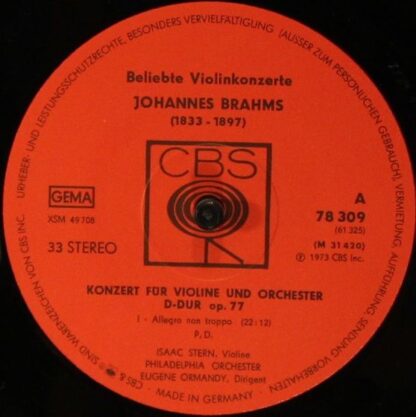 URHEBER- UND LEISTUNGSSCHUTZRECHTE, BESONDERS VERVIELFÄLTIGUNG (AUSSER ZUM PERSÖNLICHEN GEBRAUCH), VERMIETUNG, AUFFÜHRUNG, SENDUNG VORBEHALTEN
Beliebte Violinkonzerte
JOHANNES BRAHMS
(1833 - 1897)
CBS
GEMA
A
XSM 49708
78 309
(61 325)
33 STEREO
(M 31420)
℗ 1973 CBS Inc.
KONZERT FÜR VIOLINE UND ORCHESTER
D-DUR op. 77
I - Allegro non troppo (22:12)
P. D.
ISAAC STERN, Violine
PHILADELPHIA ORCHESTER
EUGENE ORMANDY, Dirigent
MADE IN GERMANY
CBS & SIND WARENZEICHEN VON CBS INC.